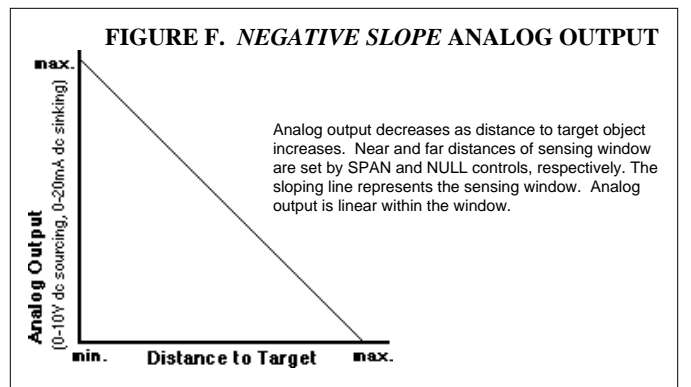 FIGURE F. NEGATIVE SLOPE ANALOG OUTPUT
max.
Analog Output
(0-10V dc sourcing, 0-20mA dc sinking)
Analog output decreases as distance to target object
increases. Near and far distances of sensing window
are set by SPAN and NULL controls, respectively. The
sloping line represents the sensing window. Analog
output is linear within the window.
min. Distance to Target max.